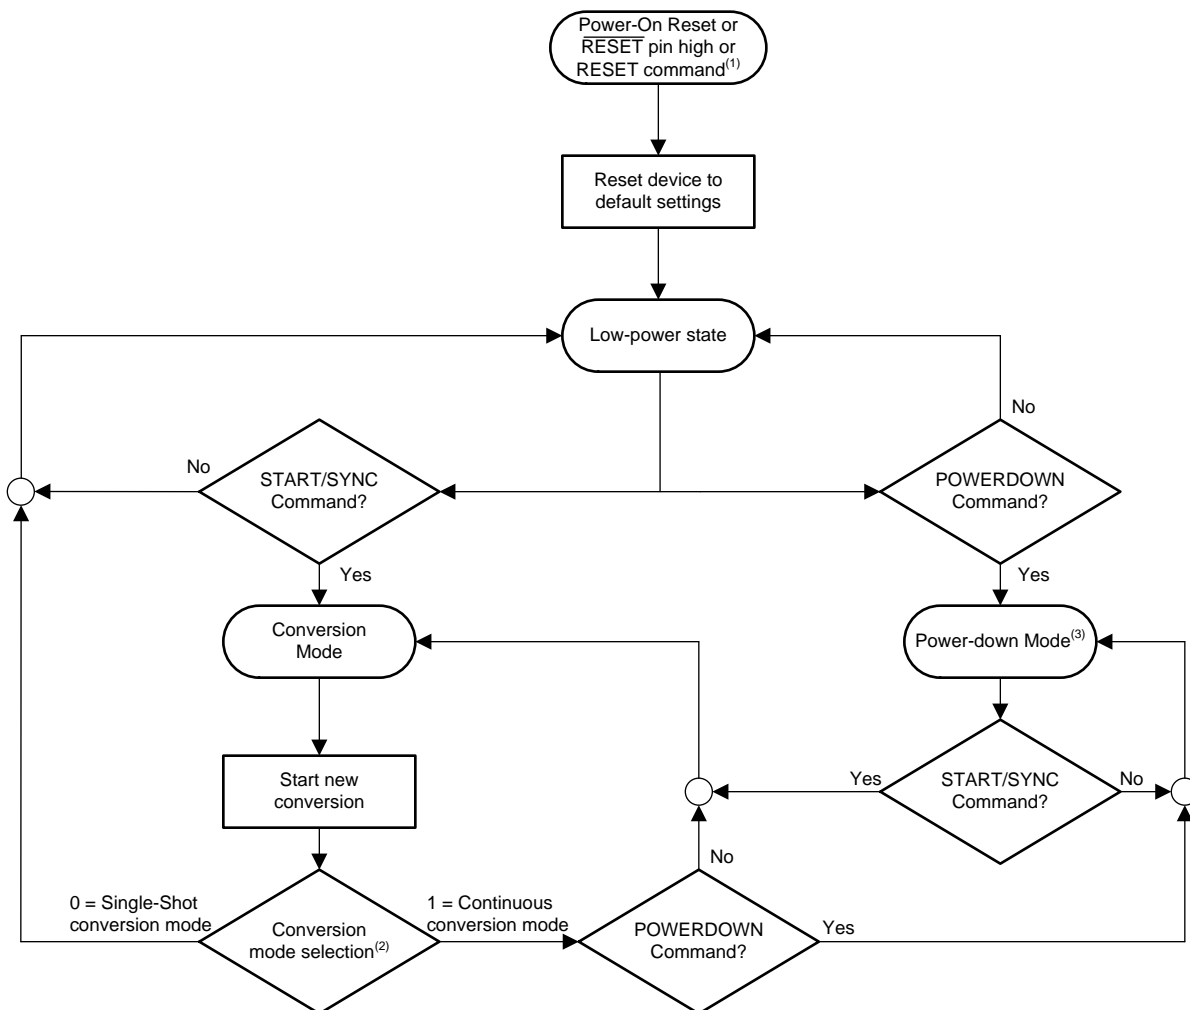 Power-On Reset or
RESET pin high or
RESET command(1)
Reset device to
default settings
Low-power state
No
No
START/SYNC
Command?
POWERDOWN
Command?
Yes
Yes
Conversion
Mode
Power-down Mode(3)
Start new
conversion
Yes
START/SYNC
Command?
No
No
0 = Single-Shot
conversion mode
1 = Continuous
conversion mode
Conversion
mode selection(2)
POWERDOWN
Command?
Yes